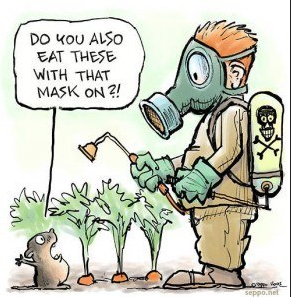 DO YOU ALSO
EAT THESE
WITH THAT
MASK ON?!
seppo.net